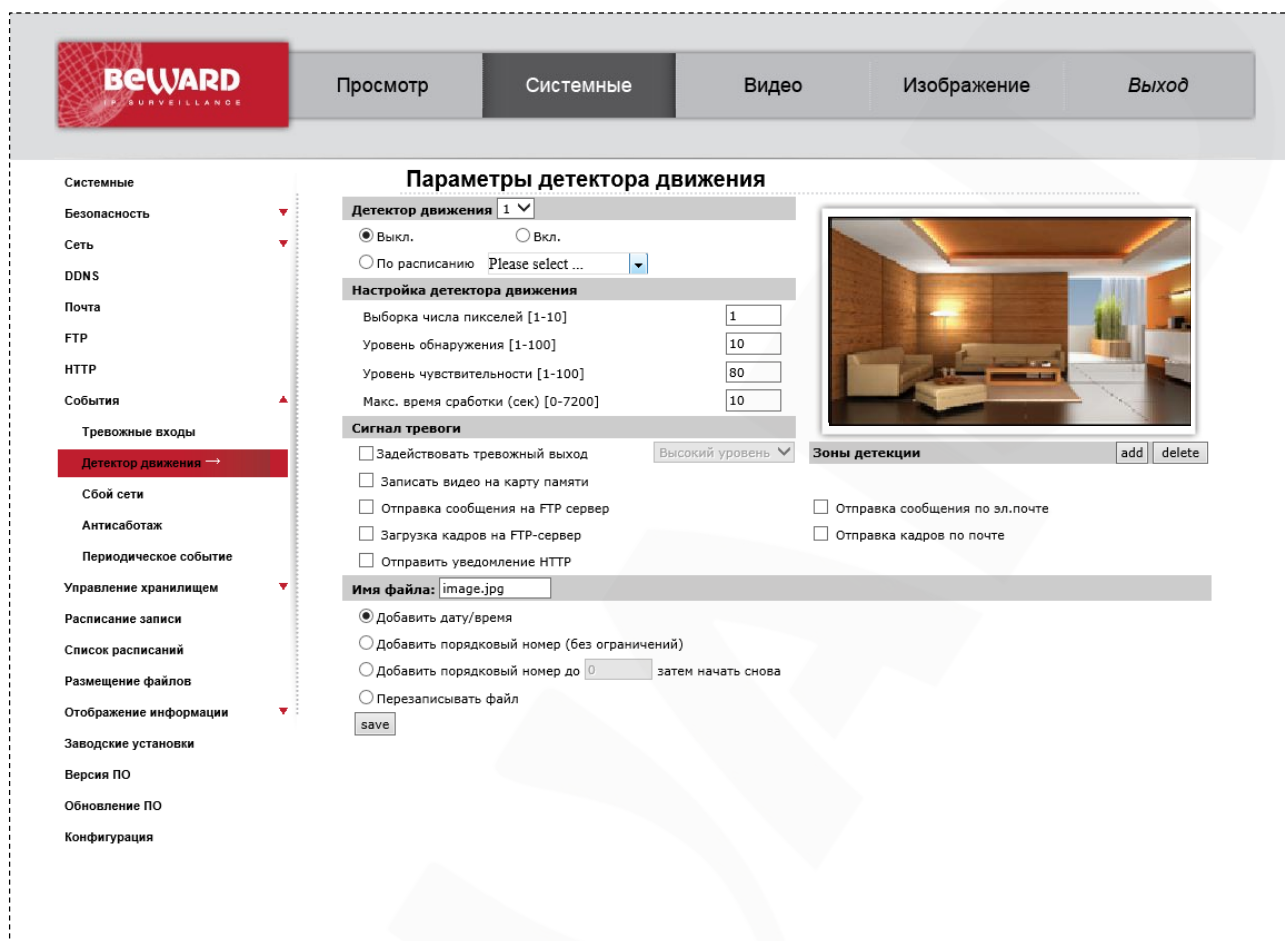 BEWARD
IP SURVEILLANCE
Просмотр
Системные
Видео
Изображение
Выход
Системные
Безопасность
Сеть
DDNS
Почта
FTP
HTTP
События
Тревожные входы
Детектор движения →
Сбой сети
Антисаботаж
Периодическое событие
Управление хранилищем
Расписание записи
Список расписаний
Размещение файлов
Отображение информации
Заводские установки
Версия ПО
Обновление ПО
Конфигурация
Параметры детектора движения
Детектор движения 1
Выкл. Вкл.
По расписанию Please select ...
Настройка детектора движения
Выборка числа пикселей [1-10] 1
Уровень обнаружения [1-100] 10
Уровень чувствительности [1-100] 80
Макс. время сработки (сек) [0-7200] 10
Сигнал тревоги
Задействовать тревожный выход Высокий уровень
Зоны детекции add delete
Записать видео на карту памяти
Отправка сообщения на FTP сервер
Отправка сообщения по эл.почте
Загрузка кадров на FTP-сервер
Отправка кадров по почте
Отправить уведомление HTTP
Имя файла: image.jpg
Добавить дату/время
Добавить порядковый номер (без ограничений)
Добавить порядковый номер до 0 затем начать снова
Перезаписывать файл
save